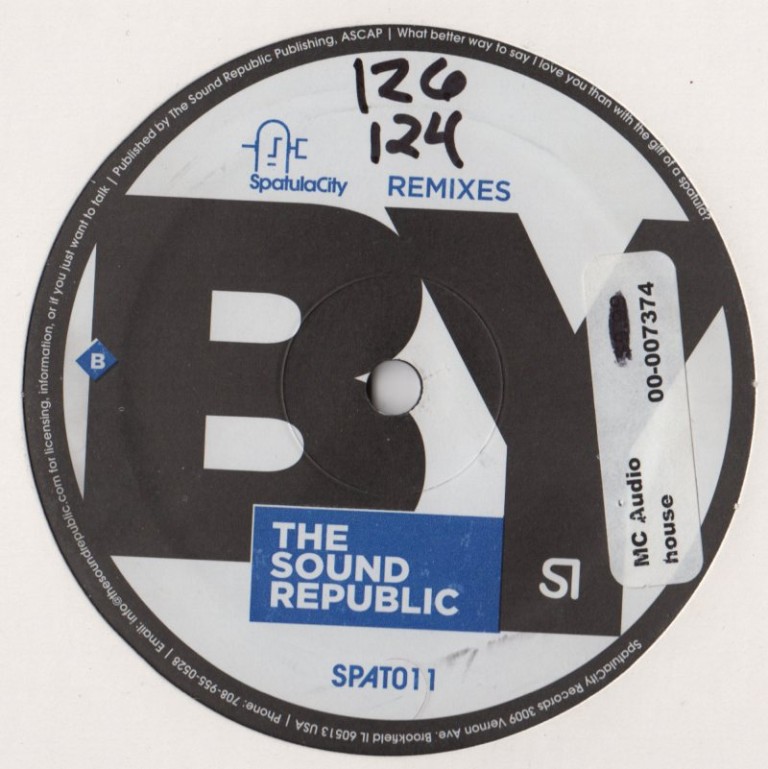 Published by The Sound Republic Publishing, ASCAP | What better way to say I love you than with the gift of a spatula?
126
124
SpatulaCity
REMIXES
BY
B
THE
SOUND
REPUBLIC
SI
SPAT011
MC Audio 00-007374
house
SpatulaCity Records 3009 Vernon Ave. Brookfield IL 60513 USA | Phone: 708-955-0528 | Email: info@thesoundrepublic.com for licensing, information, or if you just want to talk |